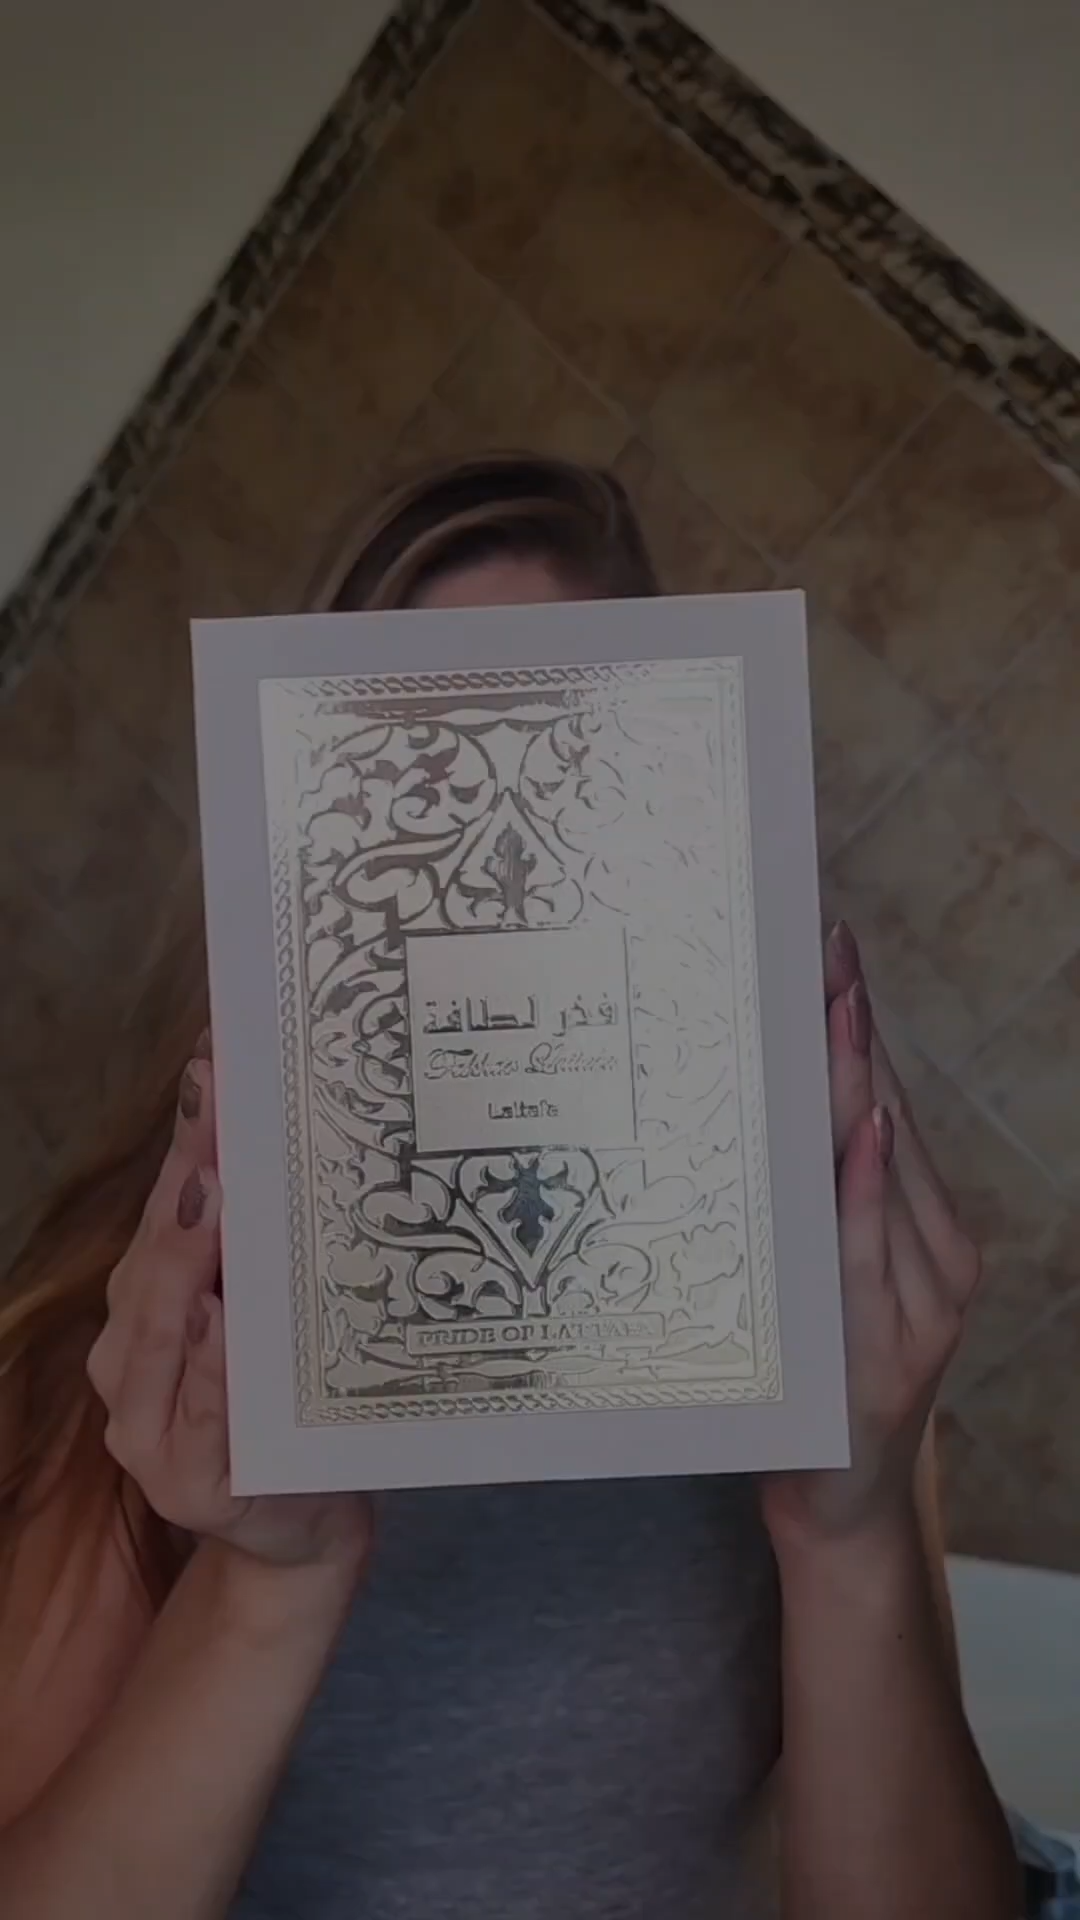 فخر لطافة
Fakhar Lattafa
Lattafa
PRIDE OF LATTAFA